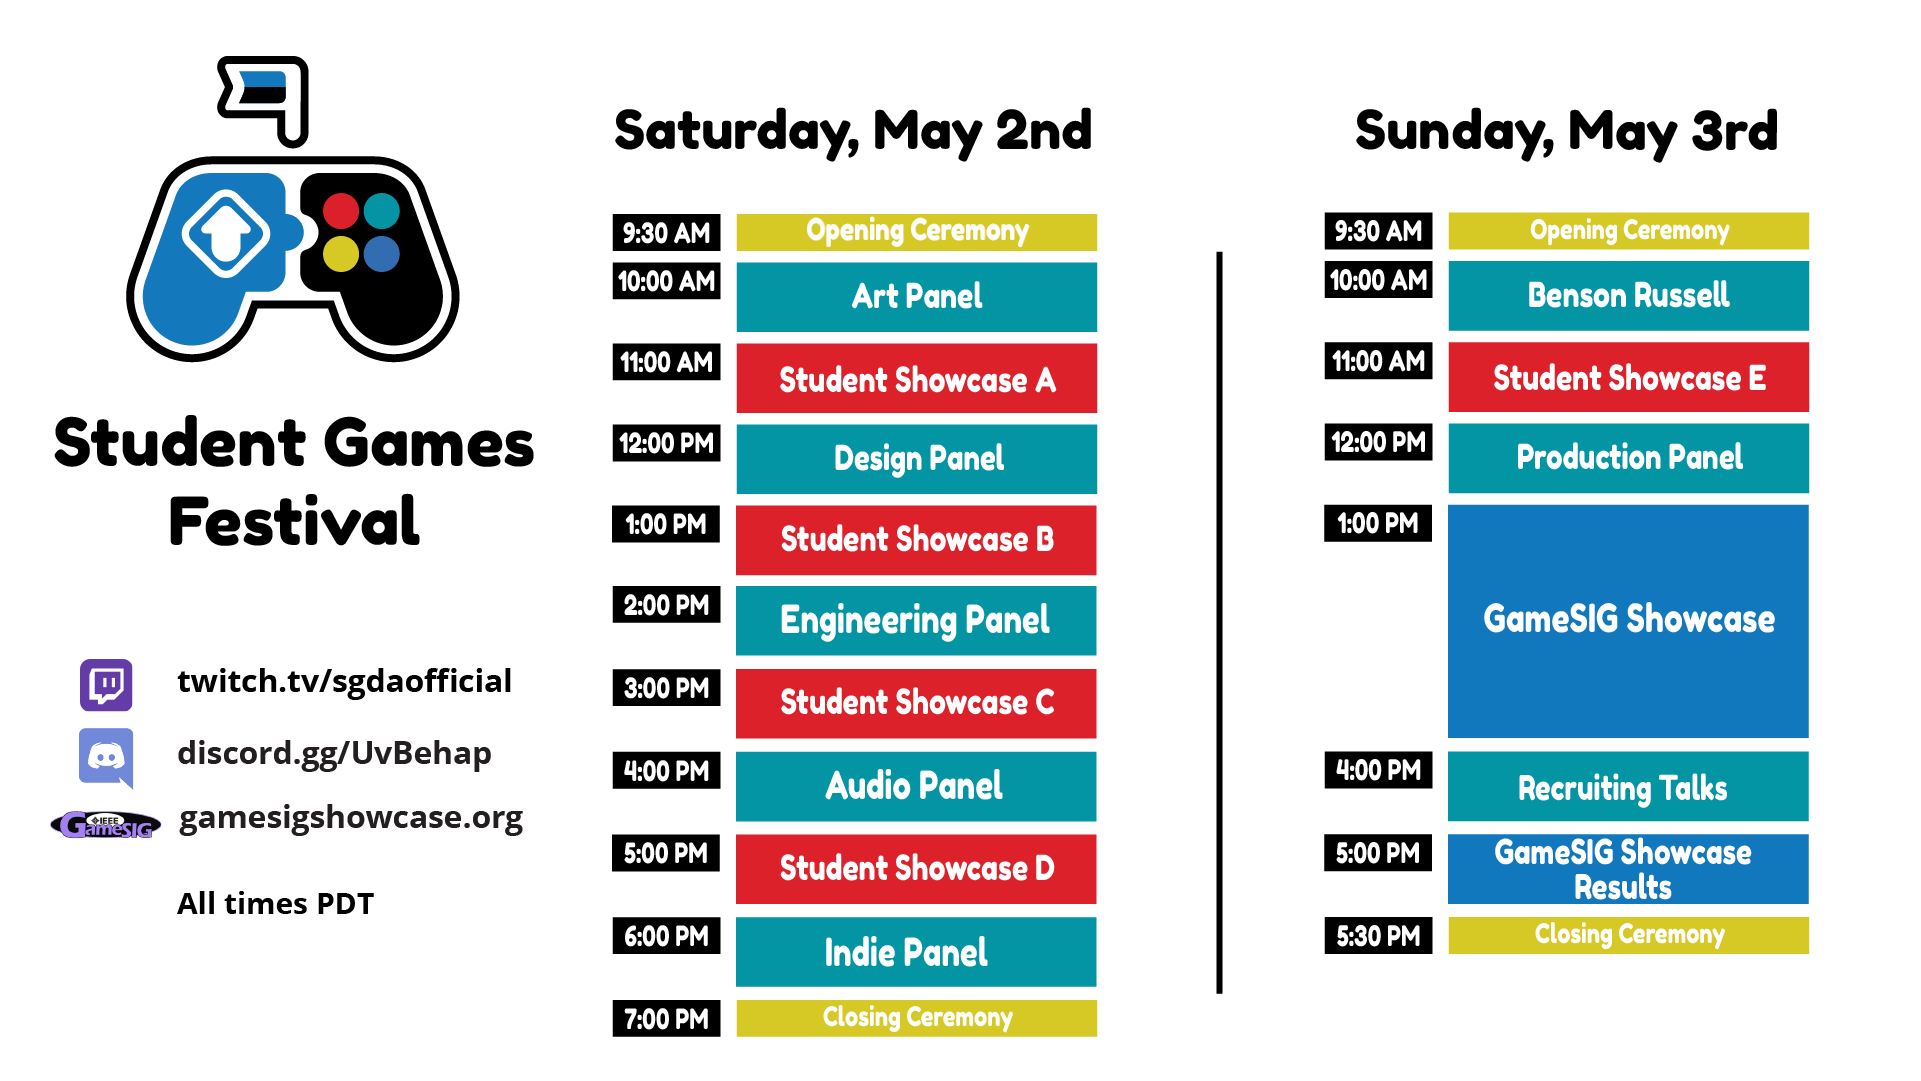 Student Games
Festival
twitch.tv/sgdaofficial
discord.gg/UvBehap
IEEE
GameSIG
gamesigshowcase.org
All times PDT
Saturday, May 2nd
9:30 AM Opening Ceremony
10:00 AM Art Panel
11:00 AM Student Showcase A
12:00 PM Design Panel
1:00 PM Student Showcase B
2:00 PM Engineering Panel
3:00 PM Student Showcase C
4:00 PM Audio Panel
5:00 PM Student Showcase D
6:00 PM Indie Panel
7:00 PM Closing Ceremony
Sunday, May 3rd
9:30 AM Opening Ceremony
10:00 AM Benson Russell
11:00 AM Student Showcase E
12:00 PM Production Panel
1:00 PM GameSIG Showcase
4:00 PM Recruiting Talks
5:00 PM GameSIG Showcase
Results
5:30 PM Closing Ceremony